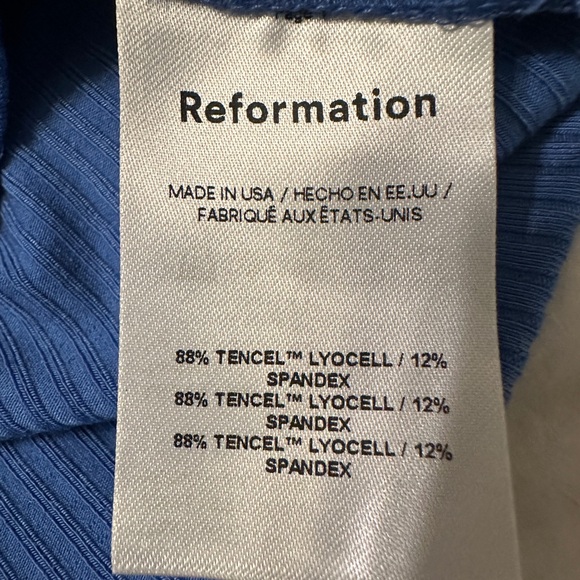 Reformation
MADE IN USA / HECHO EN EE.UU /
FABRIQUÉ AUX ÉTATS-UNIS
88% TENCEL™ LYOCELL / 12%
SPANDEX
88% TENCEL™ LYOCELL / 12%
SPANDEX
88% TENCEL™ LYOCELL / 12%
SPANDEX